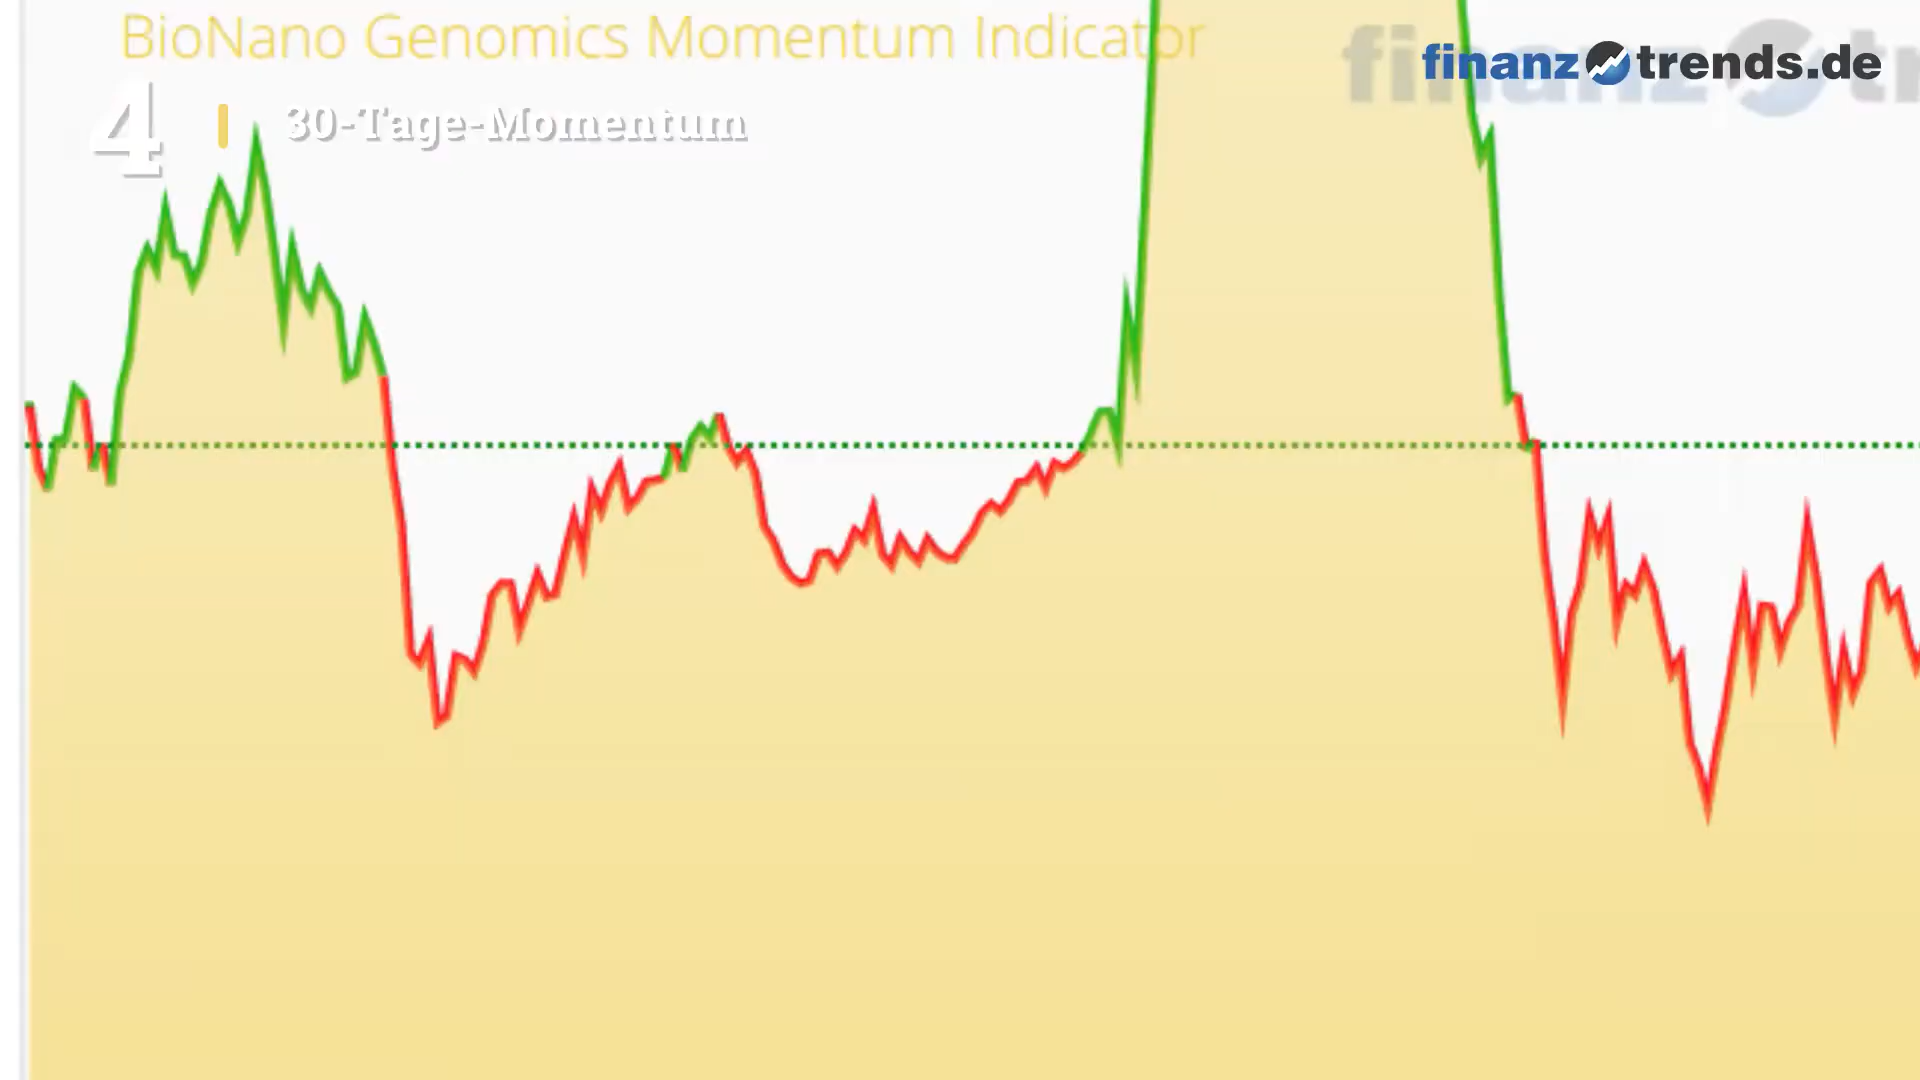 BioNano Genomics Momentum Indicator
finanztrends.de
4
30-Tage-Momentum